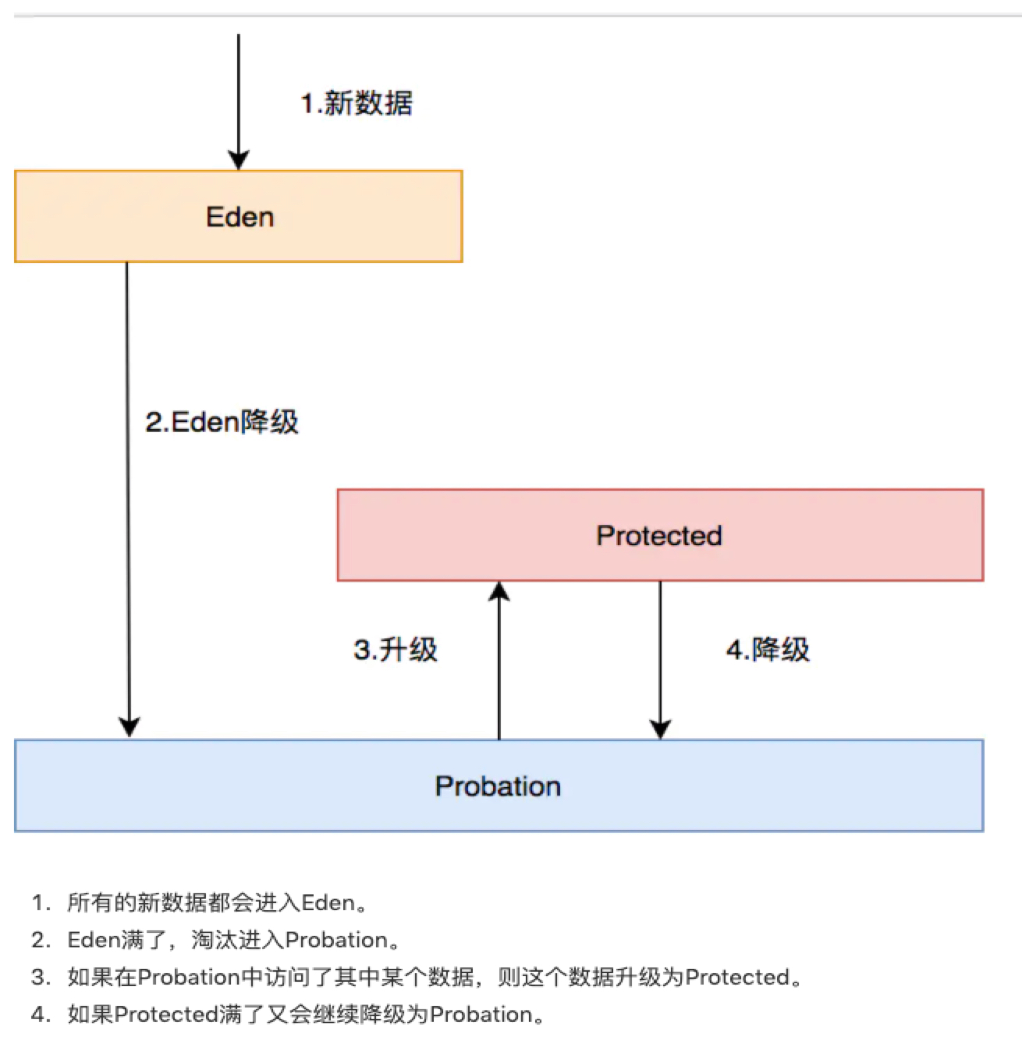 1.新数据
Eden
2.Eden降级
Protected
3.升级
4.降级
Probation
1. 所有的新数据都会进入Eden。
2. Eden满了，淘汰进入Probation。
3. 如果在Probation中访问了其中某个数据，则这个数据升级为Protected。
4. 如果Protected满了又会继续降级为Probation。